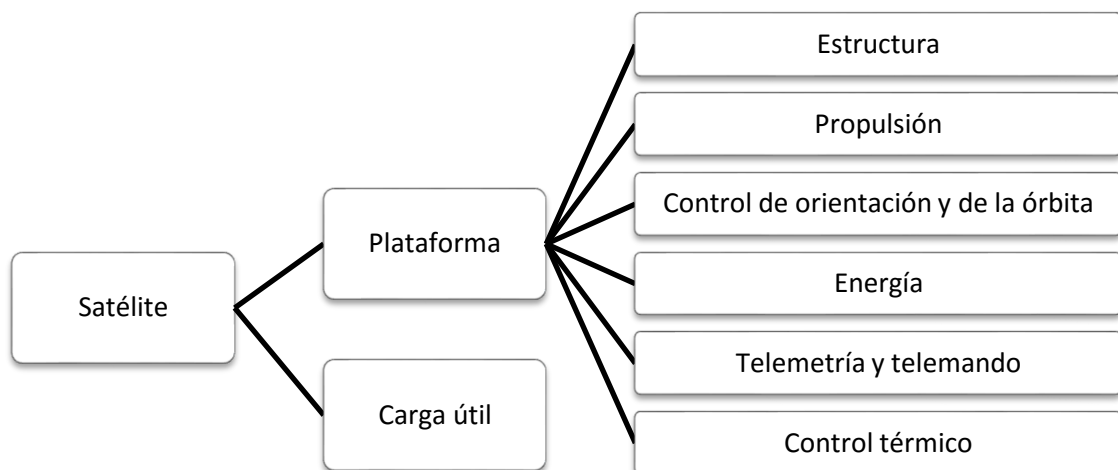 Satélite
Plataforma
Carga útil
Estructura
Propulsión
Control de orientación y de la órbita
Energía
Telemetría y telemando
Control térmico